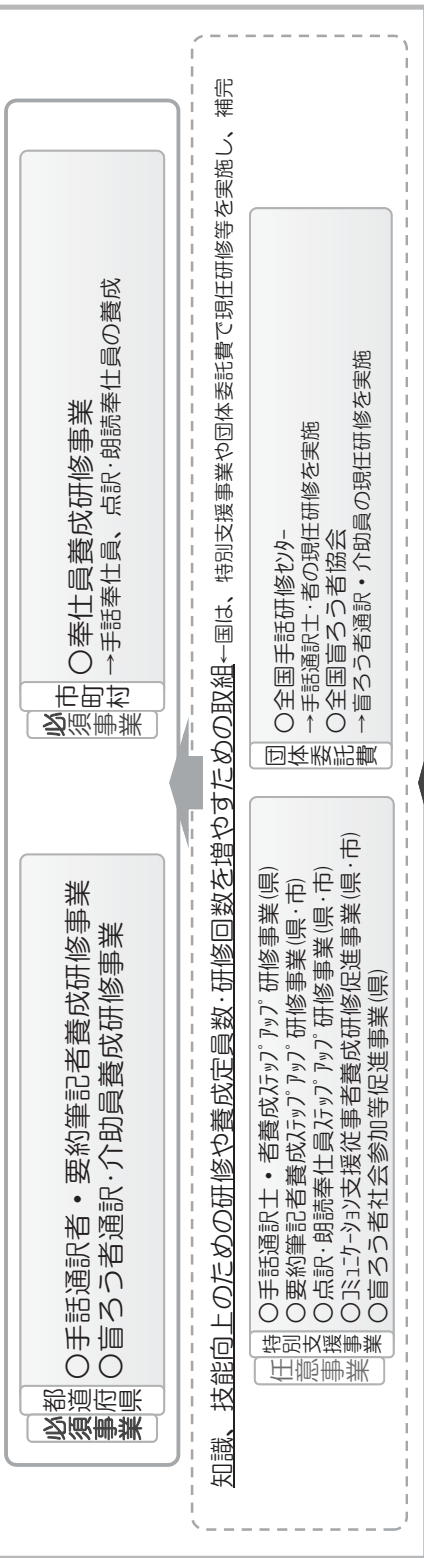 必須事業
都道府県
○手話通訳者・要約筆記者養成研修事業
○盲ろう者通訳・介助員養成研修事業
必須事業
市町村
○奉仕員養成研修事業
→手話奉仕員、点訳・朗読奉仕員の養成
知識、技能向上のための研修や養成定員数・研修回数を増やすための取組←国は、特別支援事業や団体委託費で現任研修等を実施し、補完
任意事業
特別支援事業
○手話通訳士・者養成ｽﾃｯﾌﾟｱｯﾌﾟ研修事業(県)
○要約筆記者養成ｽﾃｯﾌﾟｱｯﾌﾟ研修事業(県・市)
○点訳・朗読奉仕員ｽﾃｯﾌﾟｱｯﾌﾟ研修事業(県・市)
○ｺﾐｭﾆｹｰｼｮﾝ支援従事者養成研修促進事業(県・市)
○盲ろう者社会参加等促進事業(県)
団体委託費
○全国手話研修ｾﾝﾀｰ
→手話通訳士・者の現任研修を実施
○全国盲ろう者協会
→盲ろう者通訳・介助員の現任研修を実施